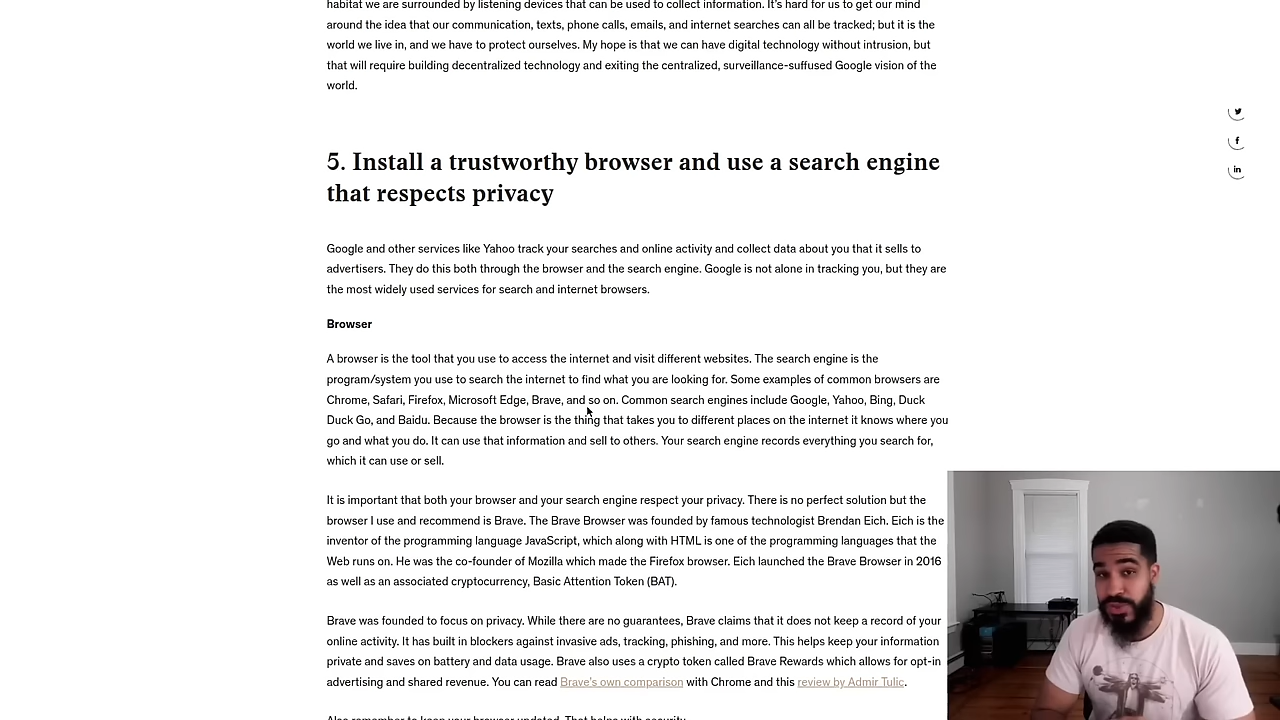 habitat we are surrounded by listening devices that can be used to collect information. It's hard for us to get our mind
around the idea that our communication, texts, phone calls, emails, and internet searches can all be tracked; but it is the
world we live in, and we have to protect ourselves. My hope is that we can have digital technology without intrusion, but
that will require building decentralized technology and exiting the centralized, surveillance-suffused Google vision of the
world.
5. Install a trustworthy browser and use a search engine
that respects privacy
Google and other services like Yahoo track your searches and online activity and collect data about you that it sells to
advertisers. They do this both through the browser and the search engine. Google is not alone in tracking you, but they are
the most widely used services for search and internet browsers.
Browser
A browser is the tool that you use to access the internet and visit different websites. The search engine is the
program/system you use to search the internet to find what you are looking for. Some examples of common browsers are
Chrome, Safari, Firefox, Microsoft Edge, Brave, and so on. Common search engines include Google, Yahoo, Bing, Duck
Duck Go, and Baidu. Because the browser is the thing that takes you to different places on the internet it knows where you
go and what you do. It can use that information and sell to others. Your search engine records everything you search for,
which it can use or sell.
It is important that both your browser and your search engine respect your privacy. There is no perfect solution but the
browser I use and recommend is Brave. The Brave Browser was founded by famous technologist Brendan Eich. Eich is the
inventor of the programming language JavaScript, which along with HTML is one of the programming languages that the
Web runs on. He was the co-founder of Mozilla which made the Firefox browser. Eich launched the Brave Browser in 2016
as well as an associated cryptocurrency, Basic Attention Token (BAT).
Brave was founded to focus on privacy. While there are no guarantees, Brave claims that it does not keep a record of your
online activity. It has built in blockers against invasive ads, tracking, phishing, and more. This helps keep your information
private and saves on battery and data usage. Brave also uses a crypto token called Brave Rewards which allows for opt-in
advertising and shared revenue. You can read Brave's own comparison with Chrome and this review by Admir Tulic.
Also remember to keep your browser updated. That helps with security.